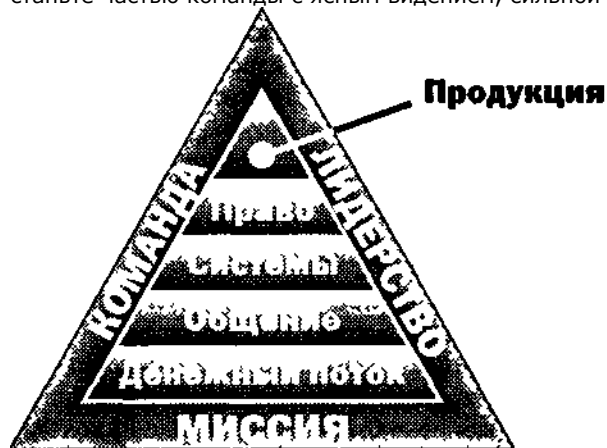 станьте частью команды с ясным видением, сильной
Продукция
КОМАНДА
ЛИДЕРСТВО
Право
Системы
Общение
Денежный поток
МИССИЯ